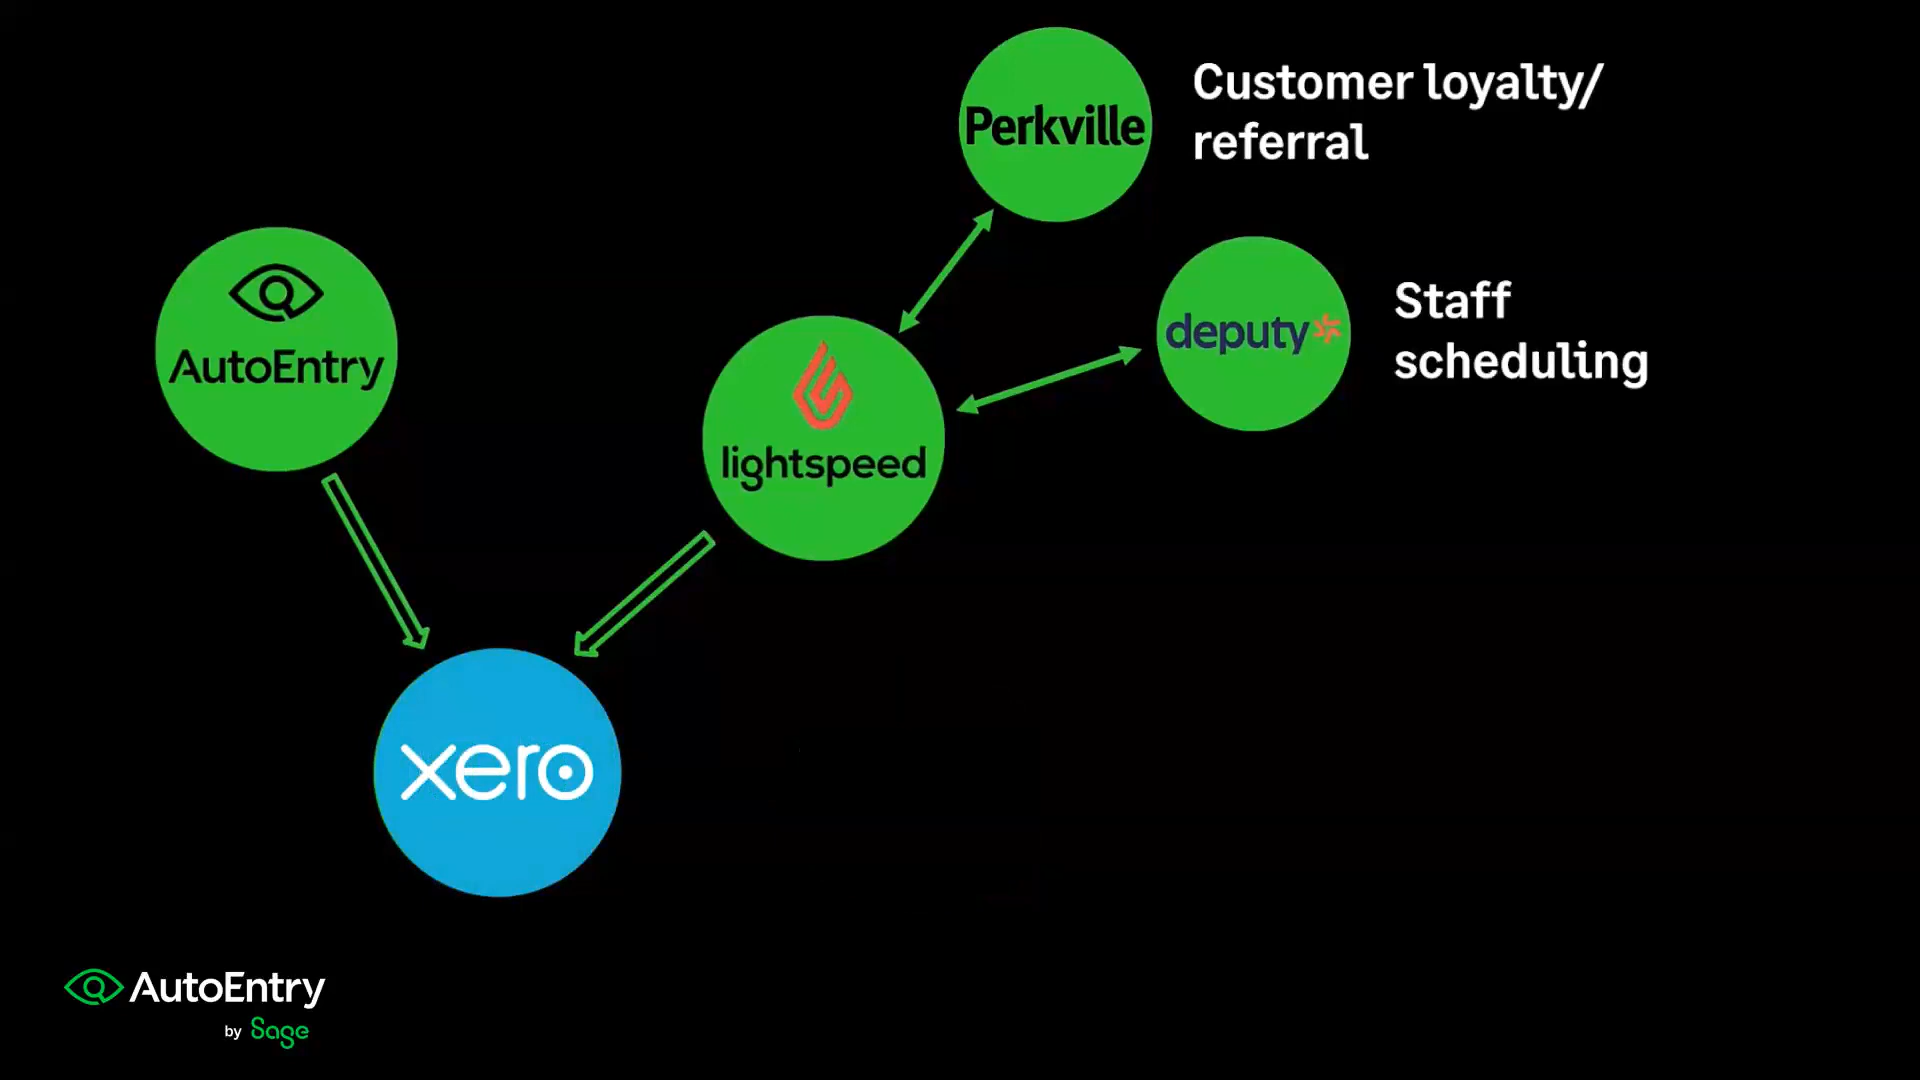 Perkville
Customer loyalty/
referral
AutoEntry
deputy
Staff
scheduling
lightspeed
xero
AutoEntry
by Sage